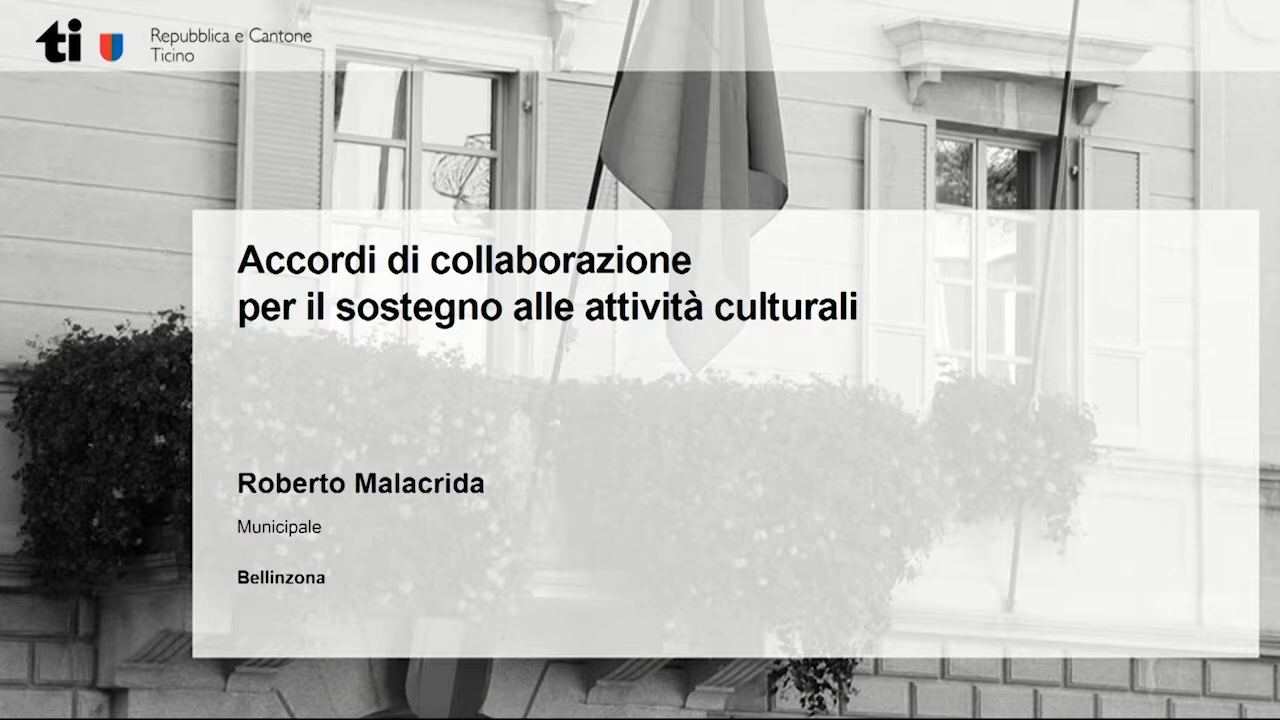 ti
Repubblica e Cantone
Ticino
Accordi di collaborazione
per il sostegno alle attività culturali
Roberto Malacrida
Municipale
Bellinzona